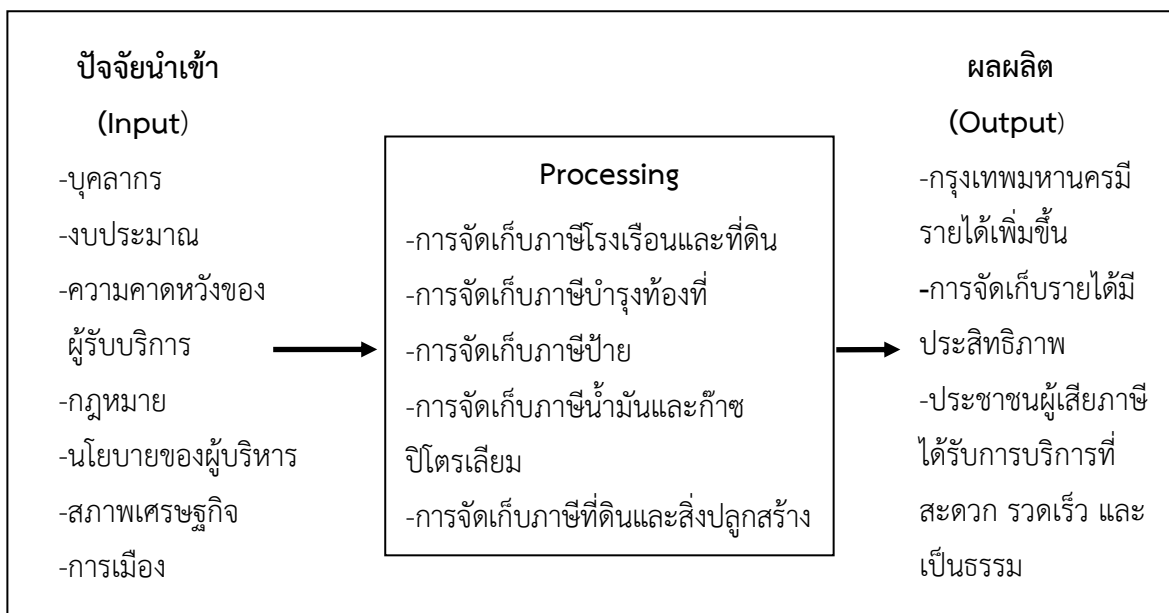 ปัจจัยนำเข้า
(Input)
-บุคลากร
-งบประมาณ
-ความคาดหวังของ
ผู้รับบริการ
-กฎหมาย
-นโยบายของผู้บริหาร
-สภาพเศรษฐกิจ
-การเมือง
Processing
-การจัดเก็บภาษีโรงเรือนและที่ดิน
-การจัดเก็บภาษีบำรุงท้องที่
-การจัดเก็บภาษีป้าย
-การจัดเก็บภาษีน้ำมันและก๊าซ
ปิโตรเลียม
-การจัดเก็บภาษีที่ดินและสิ่งปลูกสร้าง
ผลผลิต
(Output)
-กรุงเทพมหานครมี
รายได้เพิ่มขึ้น
-การจัดเก็บรายได้มี
ประสิทธิภาพ
-ประชาชนผู้เสียภาษี
ได้รับการบริการที่
สะดวก รวดเร็ว และ
เป็นธรรม